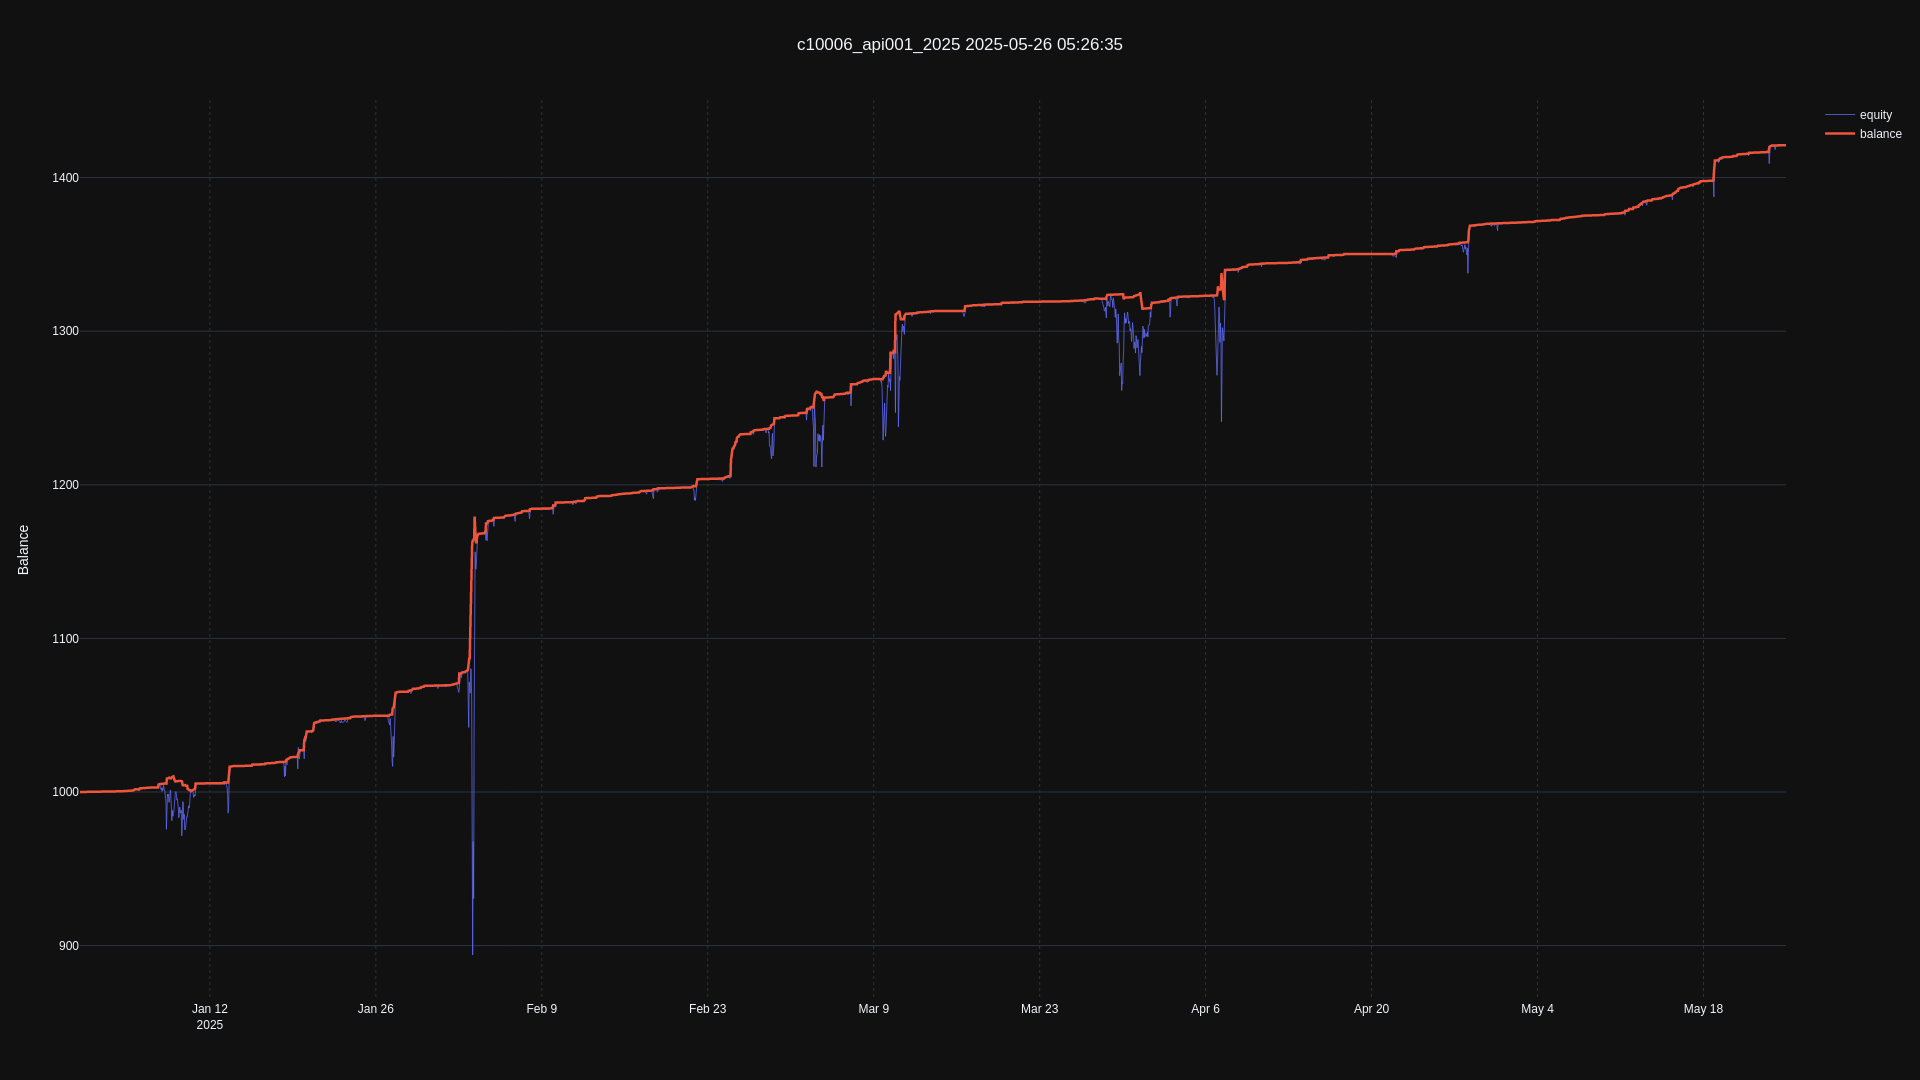 c10006_api001_2025 2025-05-26 05:26:35
equity
balance
1400
1300
1200
1100
1000
900
Balance
Jan 12
2025
Jan 26
Feb 9
Feb 23
Mar 9
Mar 23
Apr 6
Apr 20
May 4
May 18